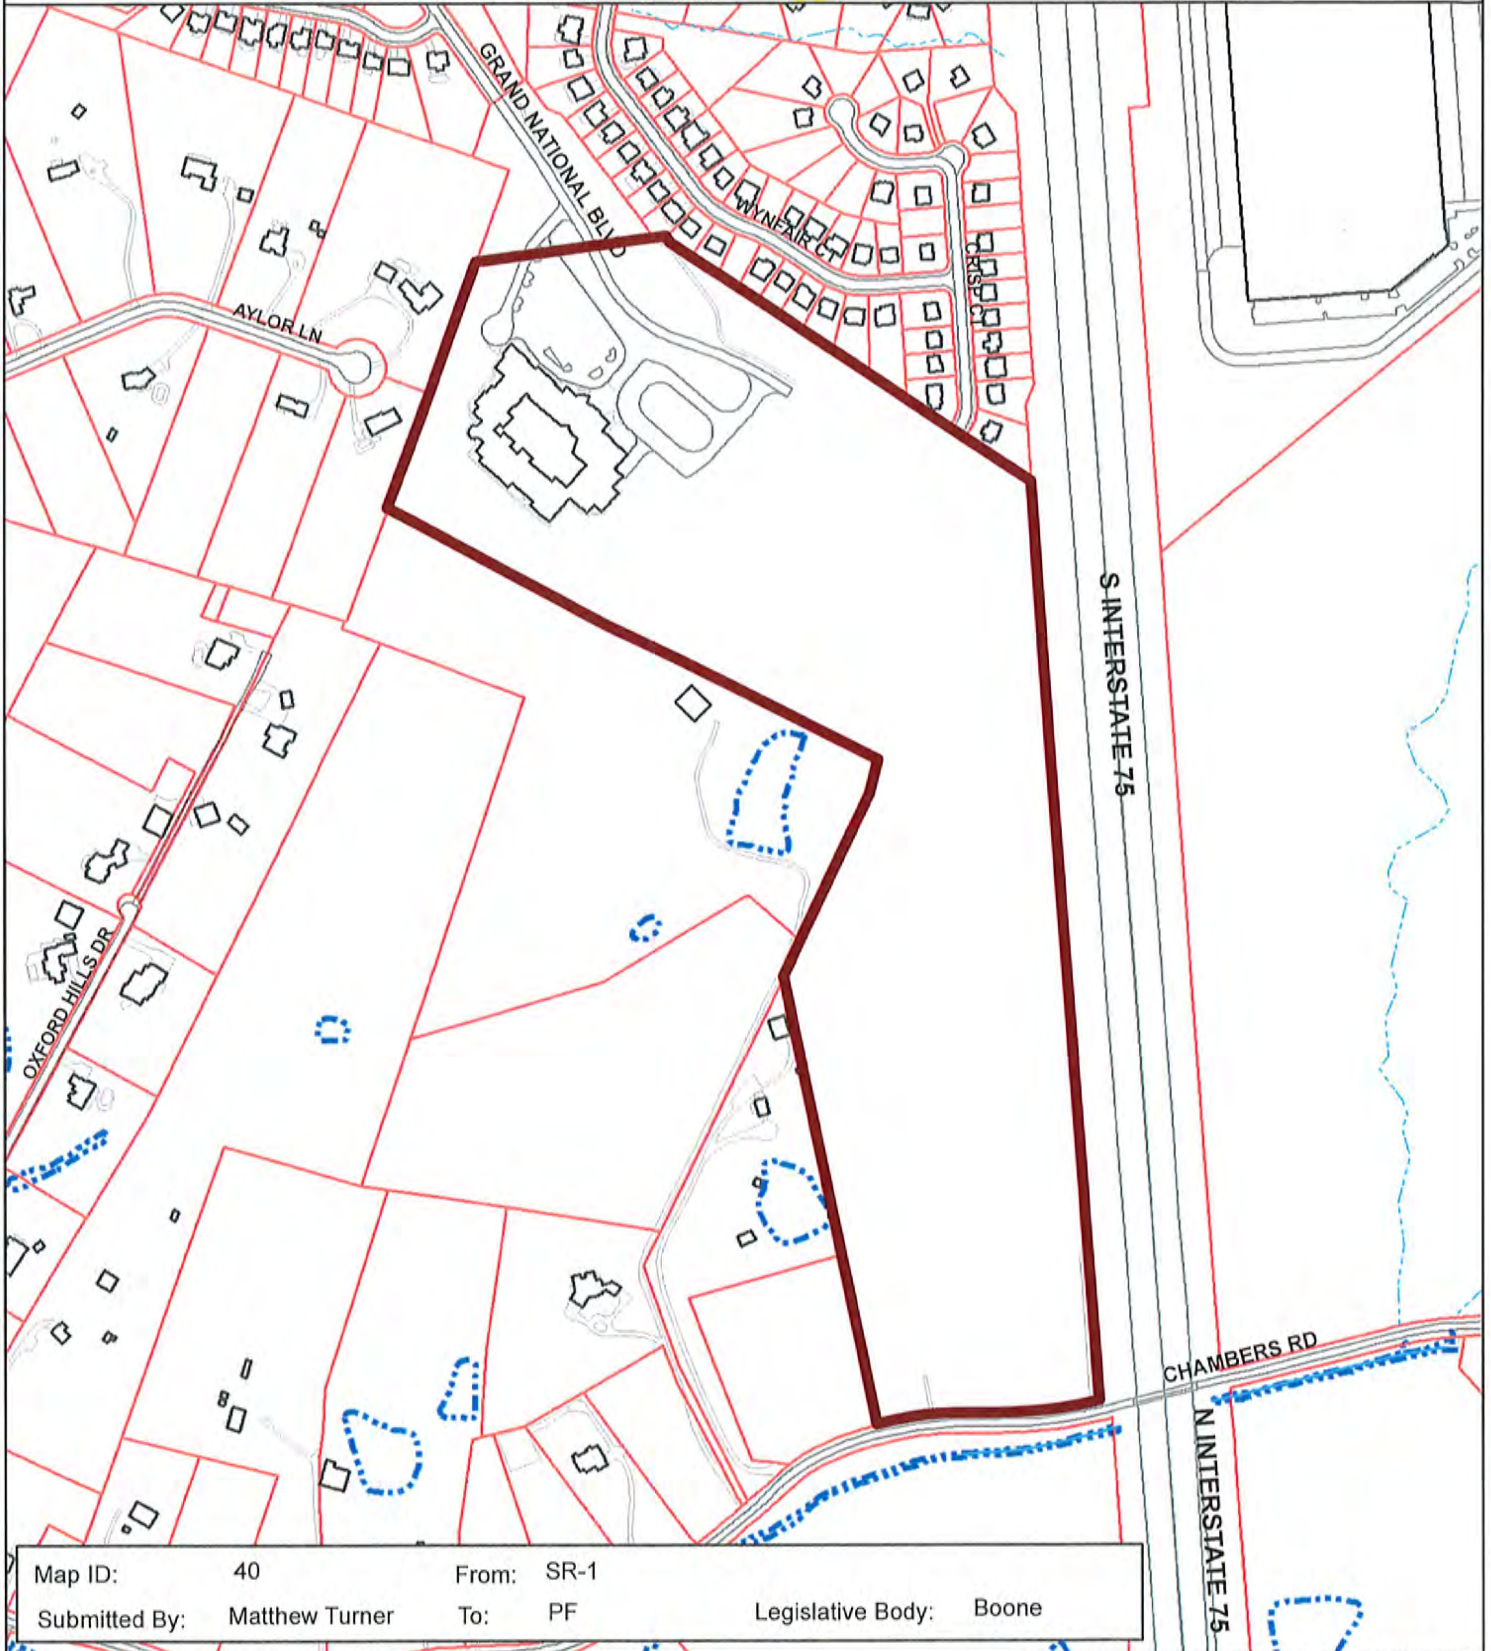 GRAND NATIONAL BLVD
WYNFAIR CT
CRISP CT
AYLOR LN
S INTERSTATE 75
OXFORD HILLS DR
CHAMBERS RD
N INTERSTATE 75
Map ID: 40 From: SR-1
Submitted By: Matthew Turner To: PF Legislative Body: Boone